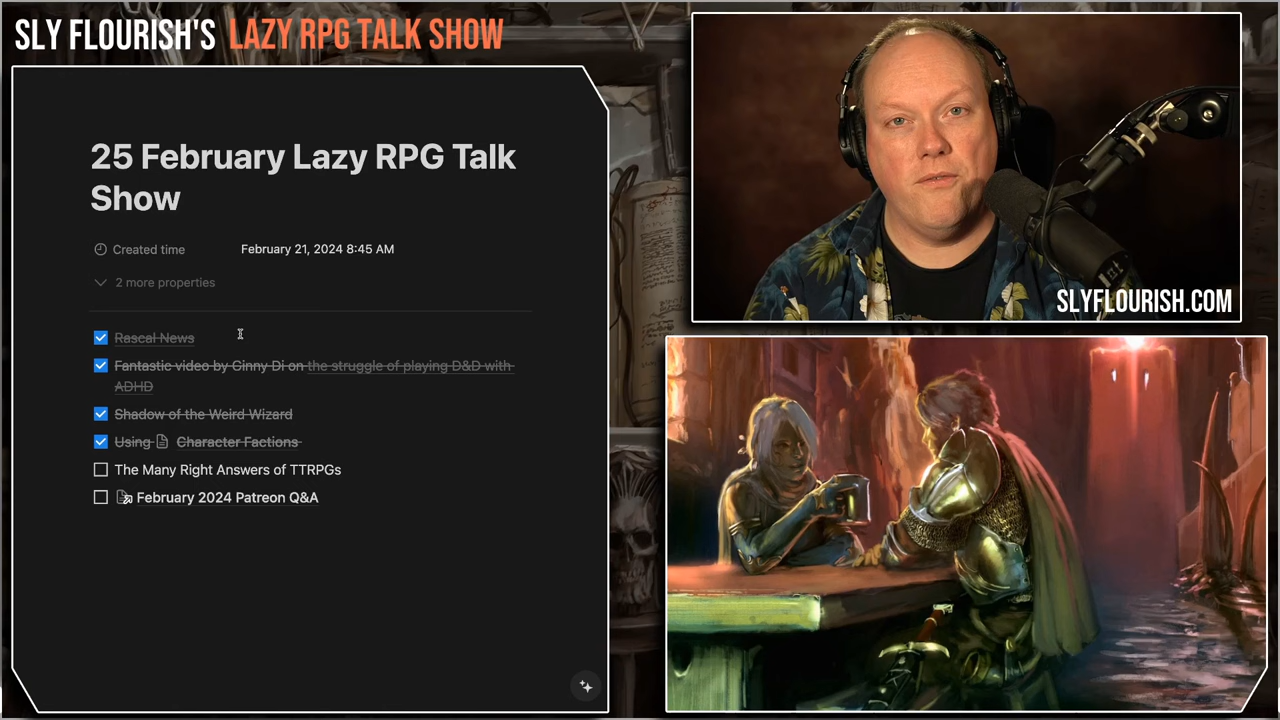 SLY FLOURISH'S LAZY RPG TALK SHOW
25 February Lazy RPG Talk
Show
Created time February 21, 2024 8:45 AM
2 more properties
Rascal News
Fantastic video by Ginny Di on the struggle of playing D&D with
ADHD
Shadow of the Weird Wizard
Using Character Factions
The Many Right Answers of TTRPGs
February 2024 Patreon Q&A
SLYFLOURISH.COM